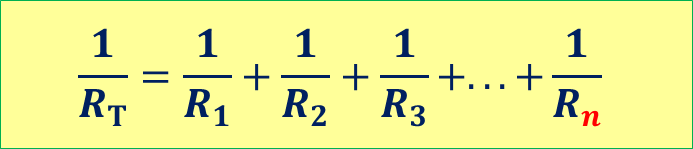 1/R_T = 1/R_1 + 1/R_2 + 1/R_3 +...+ 1/R_n